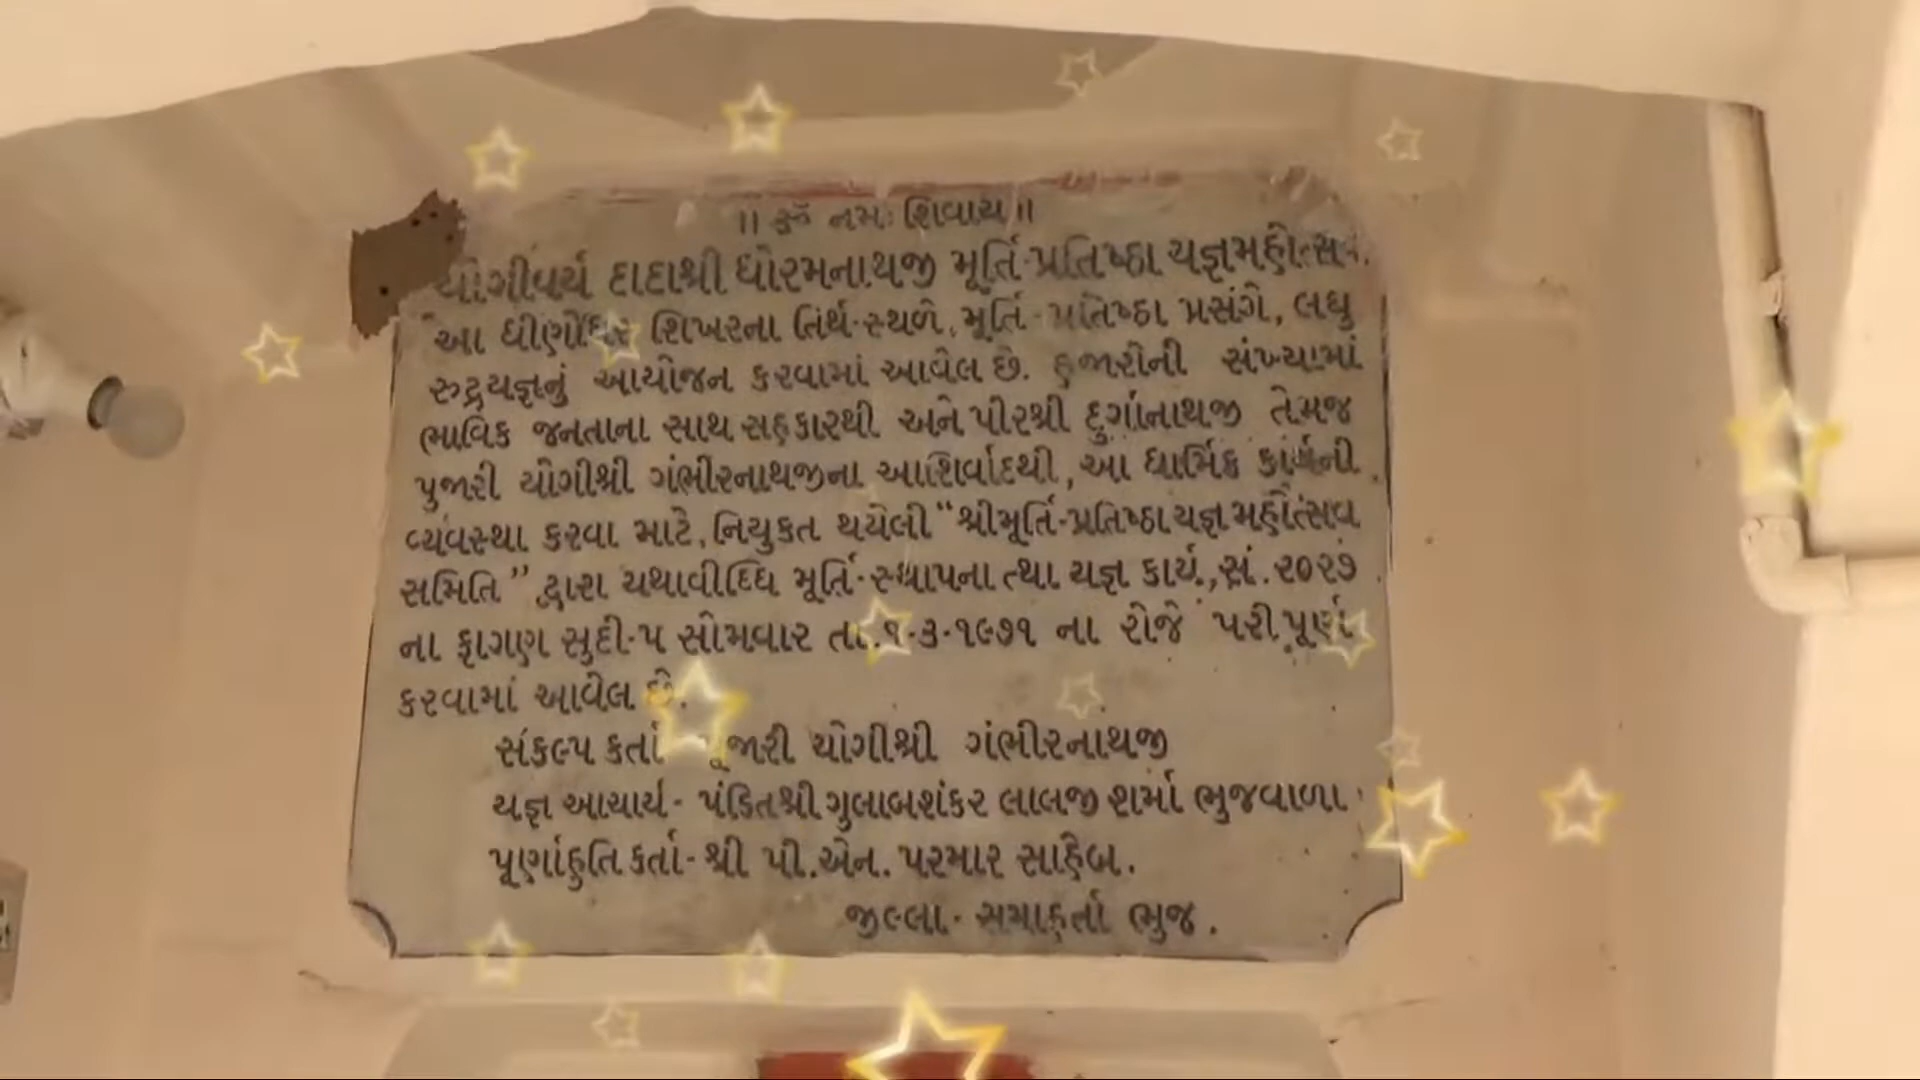 ।। ૐ નમઃ શિવાય ।।
યોગીવર્ય દાદાશ્રી ધોરમનાથજી મૂર્તિ-પ્રતિષ્ઠા યજ્ઞમહોત્સવ.
આ ધીણોધર શિખરના તિર્થ-સ્થળે, મૂર્તિ-પ્રતિષ્ઠા પ્રસંગે, લઘુ
રુદ્રયજ્ઞનું આયોજન કરવામાં આવેલ છે. હજારોની સંખ્યામાં
ભાવિક જનતાના સાથ સહકારથી અને પીરશ્રી દુર્ગાનાથજી તેમજ
પુજારી યોગીશ્રી ગંભીરનાથજીના આશિર્વાદથી, આ ધાર્મિક કાર્યની
વ્યવસ્થા કરવા માટે, નિયુકત થયેલી “શ્રીમૂર્તિ-પ્રતિષ્ઠા યજ્ઞ મહોત્સવ
સમિતિ” દ્વારા યથાવીધ્ધિ મૂર્તિ-સ્થાપના ત્થા યજ્ઞ કાર્ય, સં. ૨૦૨૭
ના ફાગણ સુદી-૫ સોમવાર તા. ૧-૩-૧૯૭૧ ના રોજે પરીપૂર્ણ
કરવામાં આવેલ છે.
સંકલ્પ કર્તા પૂજારી યોગીશ્રી ગંભીરનાથજી
યજ્ઞ આચાર્ય- પંડિતશ્રી ગુલાબશંકર લાલજી શર્મા ભુજવાળા
પૂર્ણાહુતિ કર્તા- શ્રી પી. એન. પરમાર સાહેબ.
જીલ્લા- સમાહર્તા ભુજ.